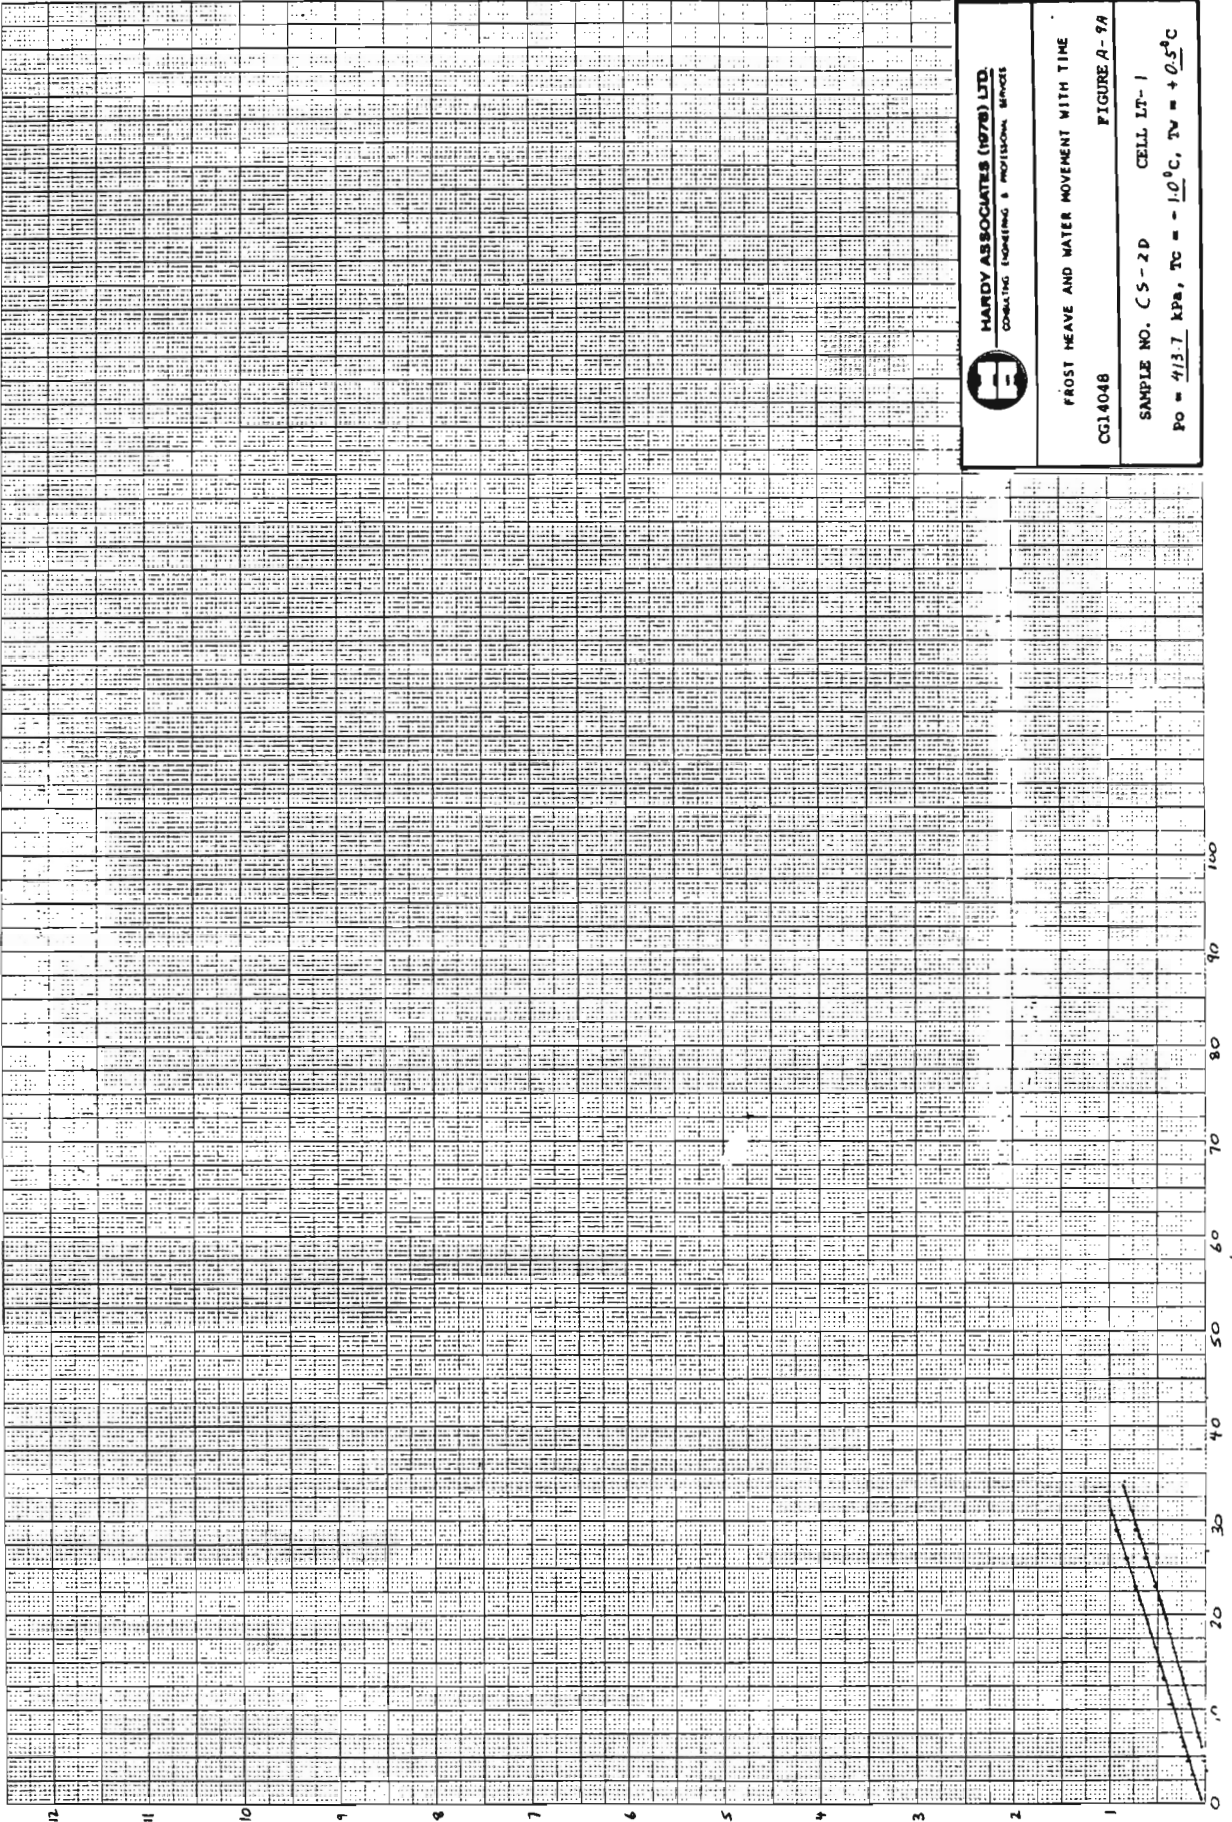 HARDY ASSOCIATES (1978) LTD.
CONSULTING ENGINEERING & PROFESSIONAL SERVICES
FROST HEAVE AND WATER MOVEMENT WITH TIME
CG14048 FIGURE A-9A
SAMPLE NO. CS-2D CELL LT-1
Po = 413.7 kPa, Tc = -1.0°C, Tw = +0.5°C
12
11
10
9
8
7
6
5
4
3
2
1
0 10 20 30 40 50 60 70 80 90 100